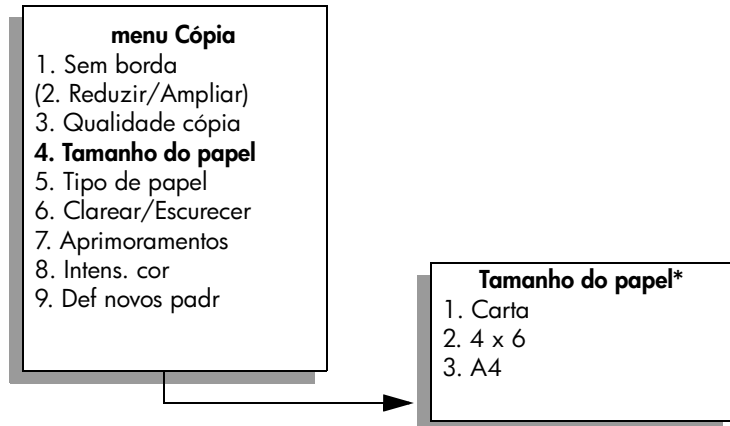 menu Cópia
1. Sem borda
(2. Reduzir/Ampliar)
3. Qualidade cópia
4. Tamanho do papel
5. Tipo de papel
6. Clarear/Escurecer
7. Aprimoramentos
8. Intens. cor
9. Def novos padr
Tamanho do papel*
1. Carta
2. 4 x 6
3. A4